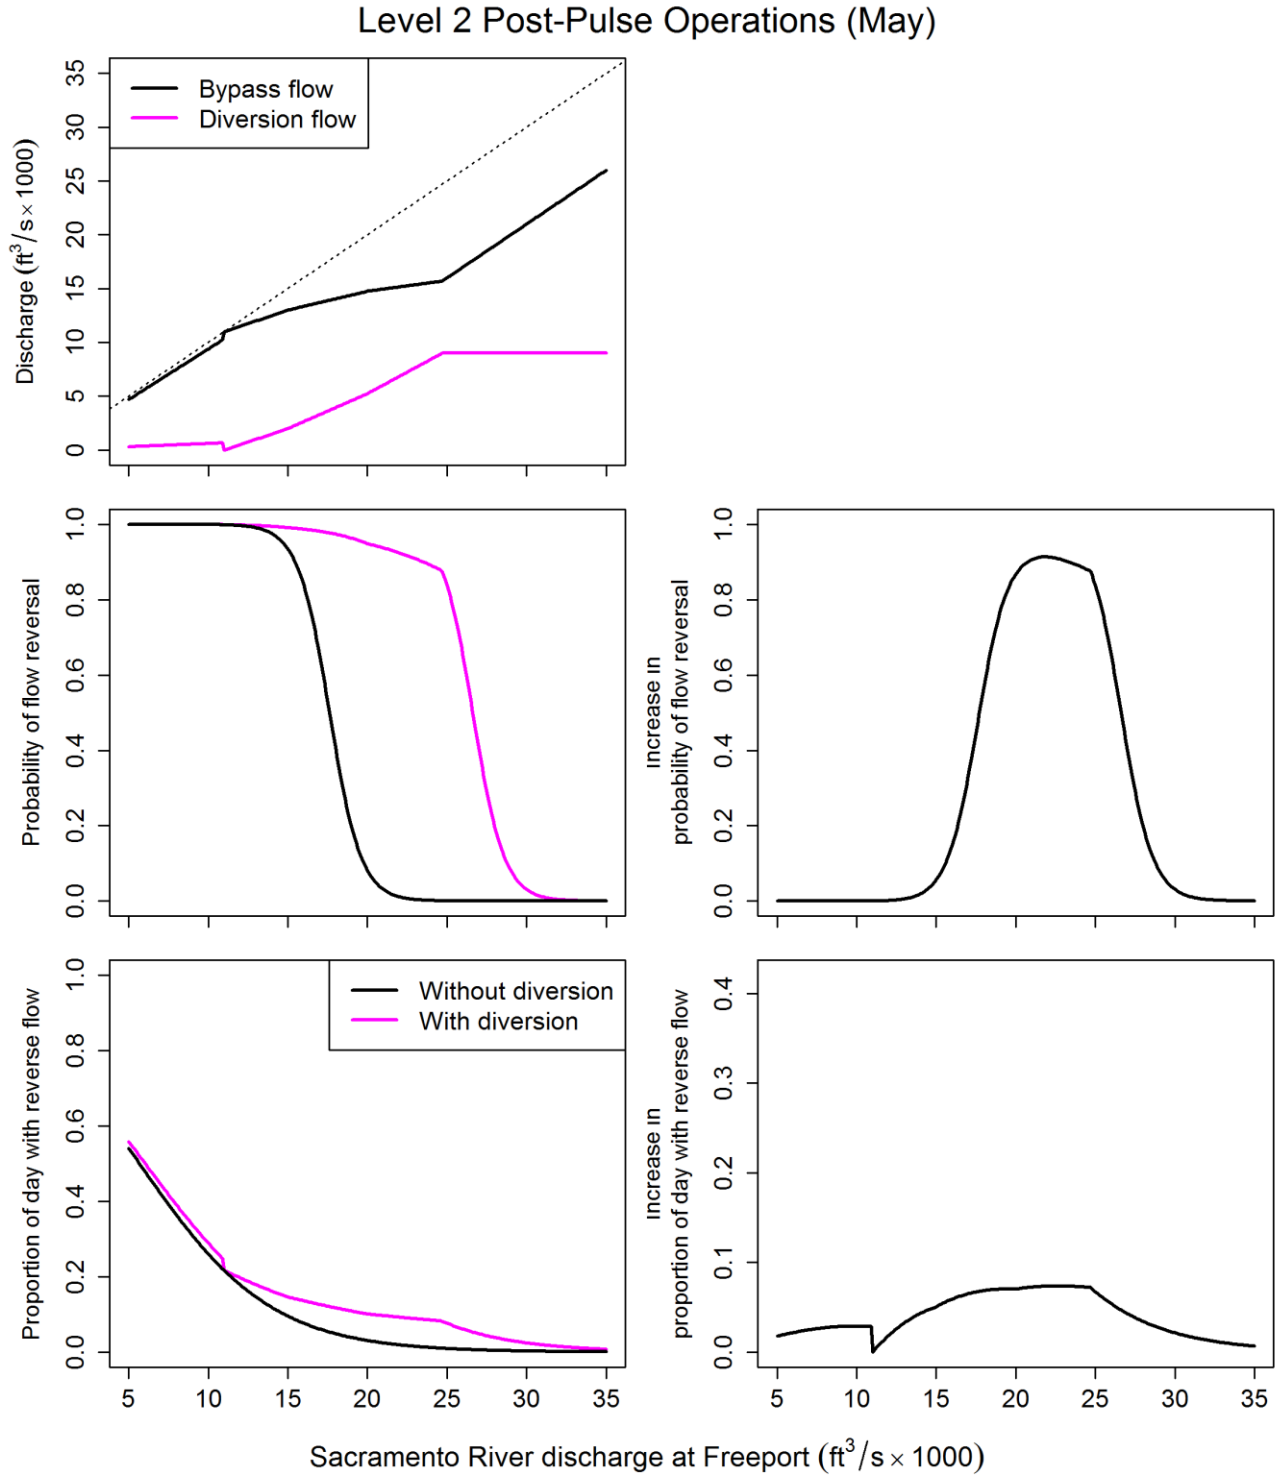 Level 2 Post-Pulse Operations (May)
Discharge (ft³/s × 1000)
35
30
25
20
15
10
5
0
Bypass flow
Diversion flow
Probability of flow reversal
1.0
0.8
0.6
0.4
0.2
0.0
increase in
probability of flow reversal
1.0
0.8
0.6
0.4
0.2
0.0
Proportion of day with reverse flow
1.0
0.8
0.6
0.4
0.2
0.0
Without diversion
With diversion
5 10 15 20 25 30 35
increase in
proportion of day with reverse flow
0.4
0.3
0.2
0.1
0.0
5 10 15 20 25 30 35
Sacramento River discharge at Freeport (ft³/s × 1000)